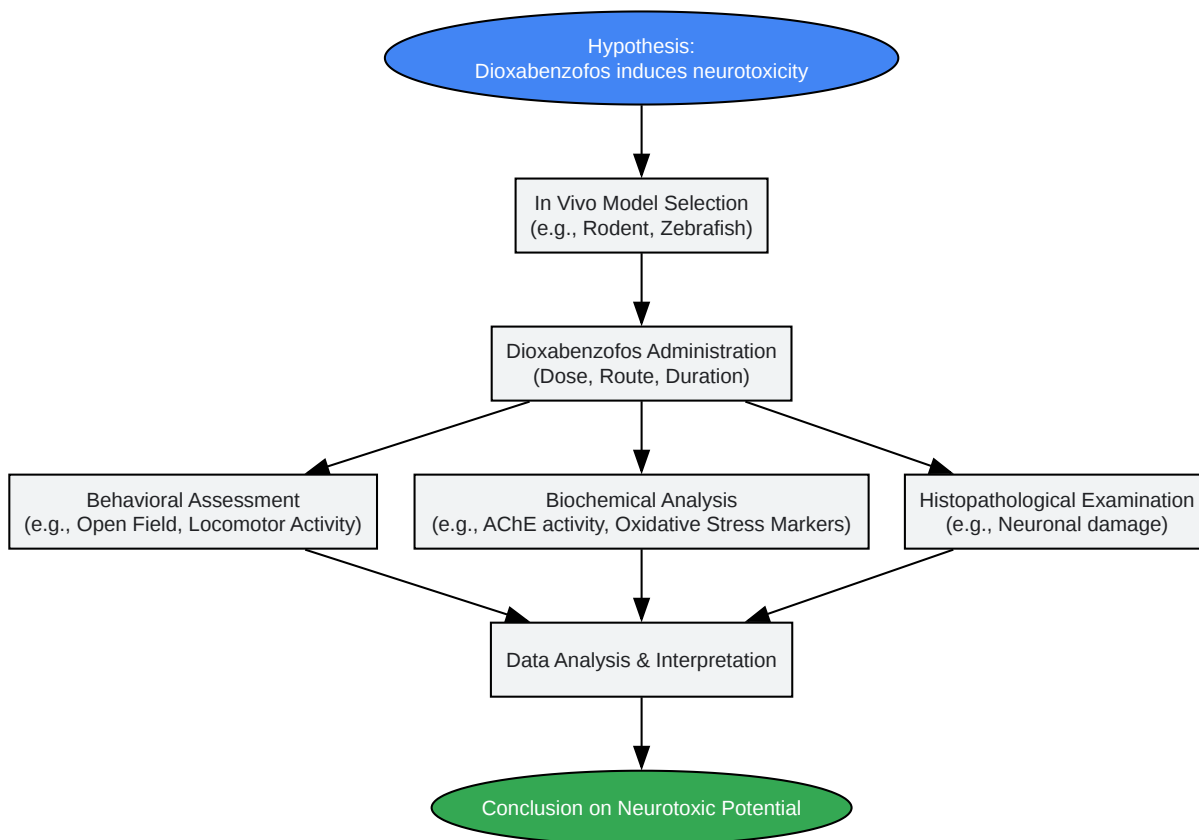 Hypothesis:
Dioxabenzofos induces neurotoxicity
In Vivo Model Selection
(e.g., Rodent, Zebrafish)
Dioxabenzofos Administration
(Dose, Route, Duration)
Behavioral Assessment
(e.g., Open Field, Locomotor Activity)
Biochemical Analysis
(e.g., AChE activity, Oxidative Stress Markers)
Histopathological Examination
(e.g., Neuronal damage)
Data Analysis & Interpretation
Conclusion on Neurotoxic Potential